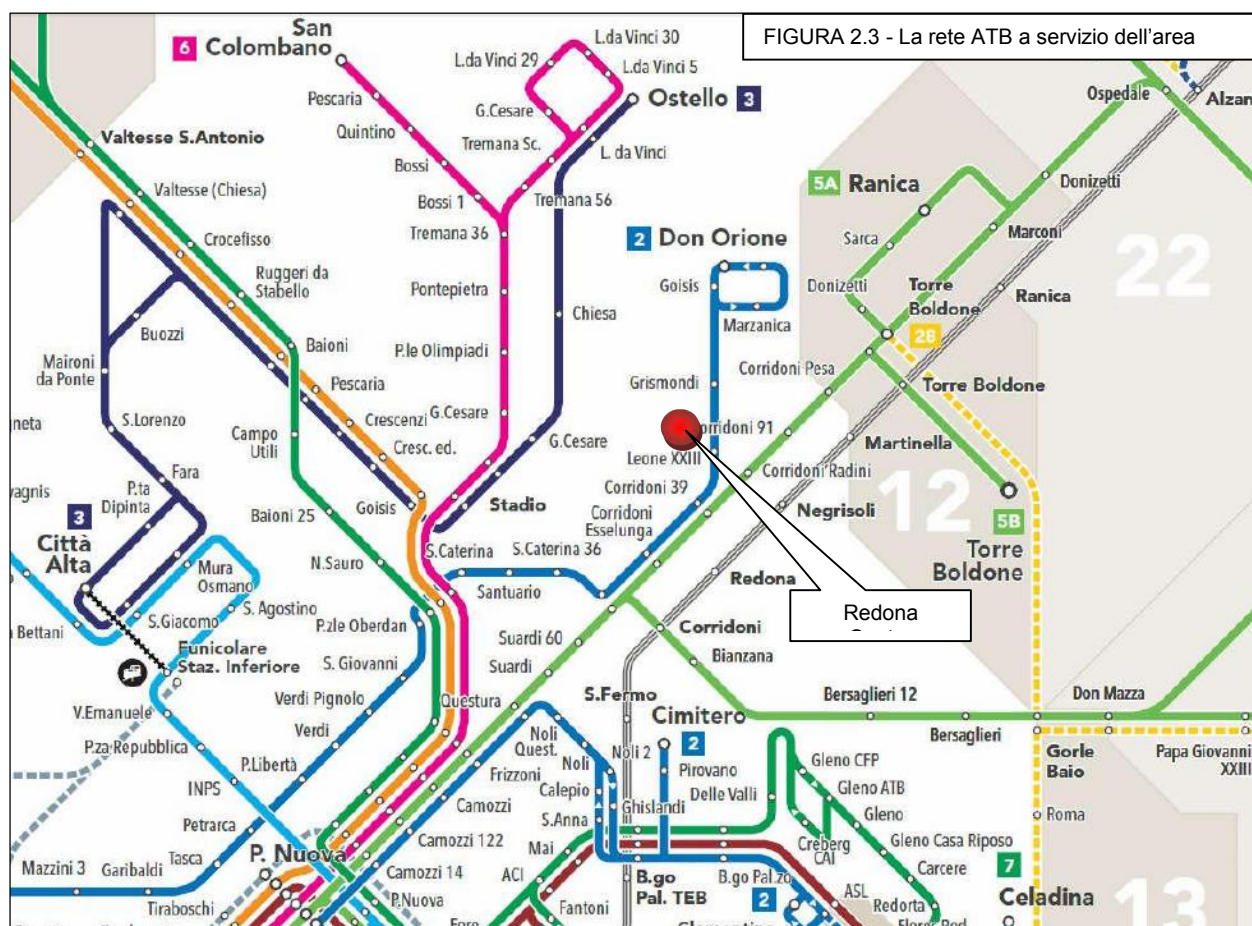 FIGURA 2.3 - La rete ATB a servizio dell'area
San
6 Colombano
Pescaria
Quintino
Bossi
Bossi 1
Tremana 36
Pontepietra
P.le Olimpiadi
G.Cesare
L.da Vinci 30
L.da Vinci 29
L.da Vinci 5
G.Cesare
Tremana Sc.
Tremana 56
Ostello 3
L. da Vinci
Chiesa
G.Cesare
Stadio
Valtesse S.Antonio
Valtesse (Chiesa)
Crocefisso
Ruggeri da
Stabello
Baioni
Pescaria
Crescenzi
Cresc. ed.
Goisis
Buozzi
Maironi
da Ponte
S.Lorenzo
Fara
P.ta
Dipinta
3
Città
Alta
Mura
Osmano
S. Agostino
S.Giacomo
Bettani
Funicolare
Staz. Inferiore
V.Emanuele
P.za Repubblica
INPS
Campo
Utili
Baioni 25
N.Sauro
P.zle Oberdan
S. Giovanni
Verdi Pignolo
Verdi
P.Libertà
Petrarca
Tasca
Garibaldi
Mazzini 3
P. Nuova
Tiraboschi
P.Nuova
2 Don Orione
Goisis
Marzanica
Grismondi
Leone XXIII
Corridoni 39
Corridoni
Esselunga
S.Caterina 36
S.Caterina
Santuario
Suardi 60
Suardi
Questura
Ospedale
Alzan
Donizetti
5A Ranica
Sarca
Marconi
Donizetti
Torre
Boldone
2B
Ranica
22
Corridoni Pesa
Torre Boldone
orridoni 91
Martinella
Corridoni Radini
12
Negrisoli
5B
Torre
Boldone
Redona
Redona
Corridoni
Bianzana
S.Fermo
Cimitero
2
Bersaglieri 12
Don Mazza
Bersaglieri
Gorle
Baio
Papa Giovanni
XXIII
Roma
Noli
Quest.
Noli
Noli 2
Pirovano
Frizzoni
Calepio
Ghislandi
Delle Valli
S.Anna
Camozzi
Camozzi 122
Camozzi 14
Mai
ACI
Fantoni
B.go
Pal. TEB
B.go Pal.zo
2
Gleno CFP
Gleno ATB
Gleno
Gleno Casa Riposo
Carcere
Creberg
CAI
ASL
Redorta
7
Celadina
13